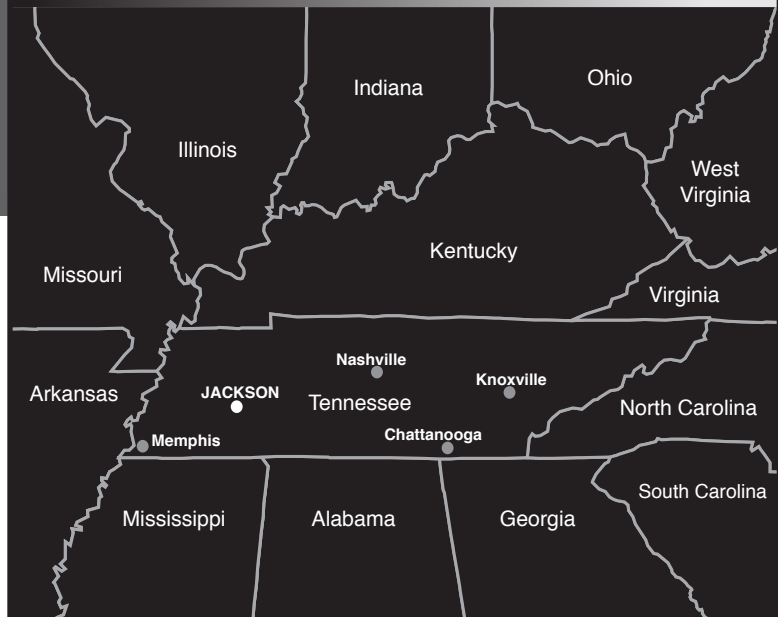 Ohio
Indiana
Illinois
West
Virginia
Kentucky
Missouri
Virginia
Nashville
Knoxville
Arkansas
JACKSON
Tennessee
North Carolina
Chattanooga
Memphis
South Carolina
Mississippi
Alabama
Georgia